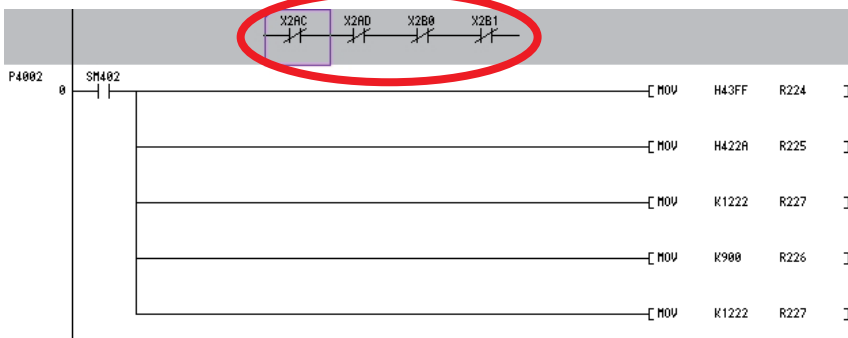 X2AC X2AD X2B0 X2B1
P4002 SM402
0 [ MOV H43FF R224 ]
[ MOV H422A R225 ]
[ MOV K1222 R227 ]
[ MOV K900 R226 ]
[ MOV K1222 R227 ]